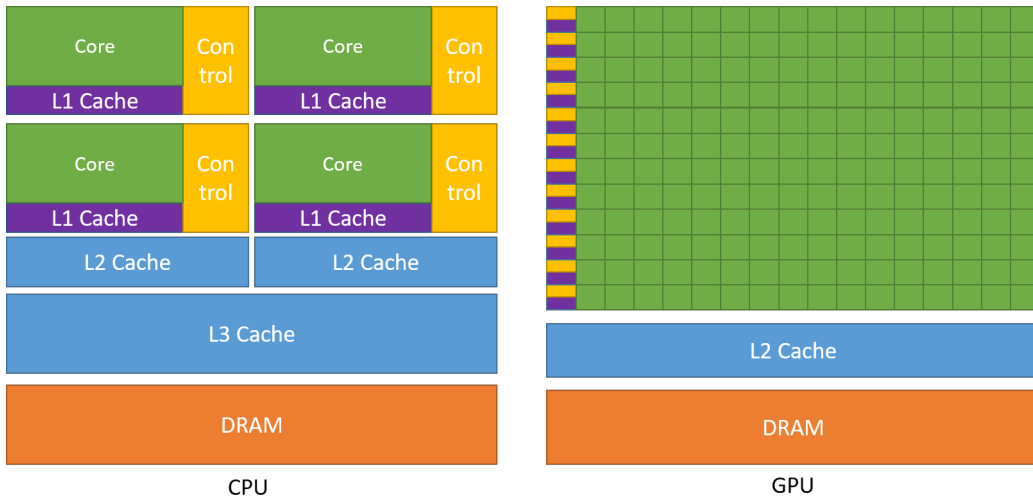 Core
Con
trol
L1 Cache
Core
Con
trol
L1 Cache
Core
Con
trol
L1 Cache
Core
Con
trol
L1 Cache
L2 Cache
L2 Cache
L3 Cache
DRAM
CPU
L2 Cache
DRAM
GPU